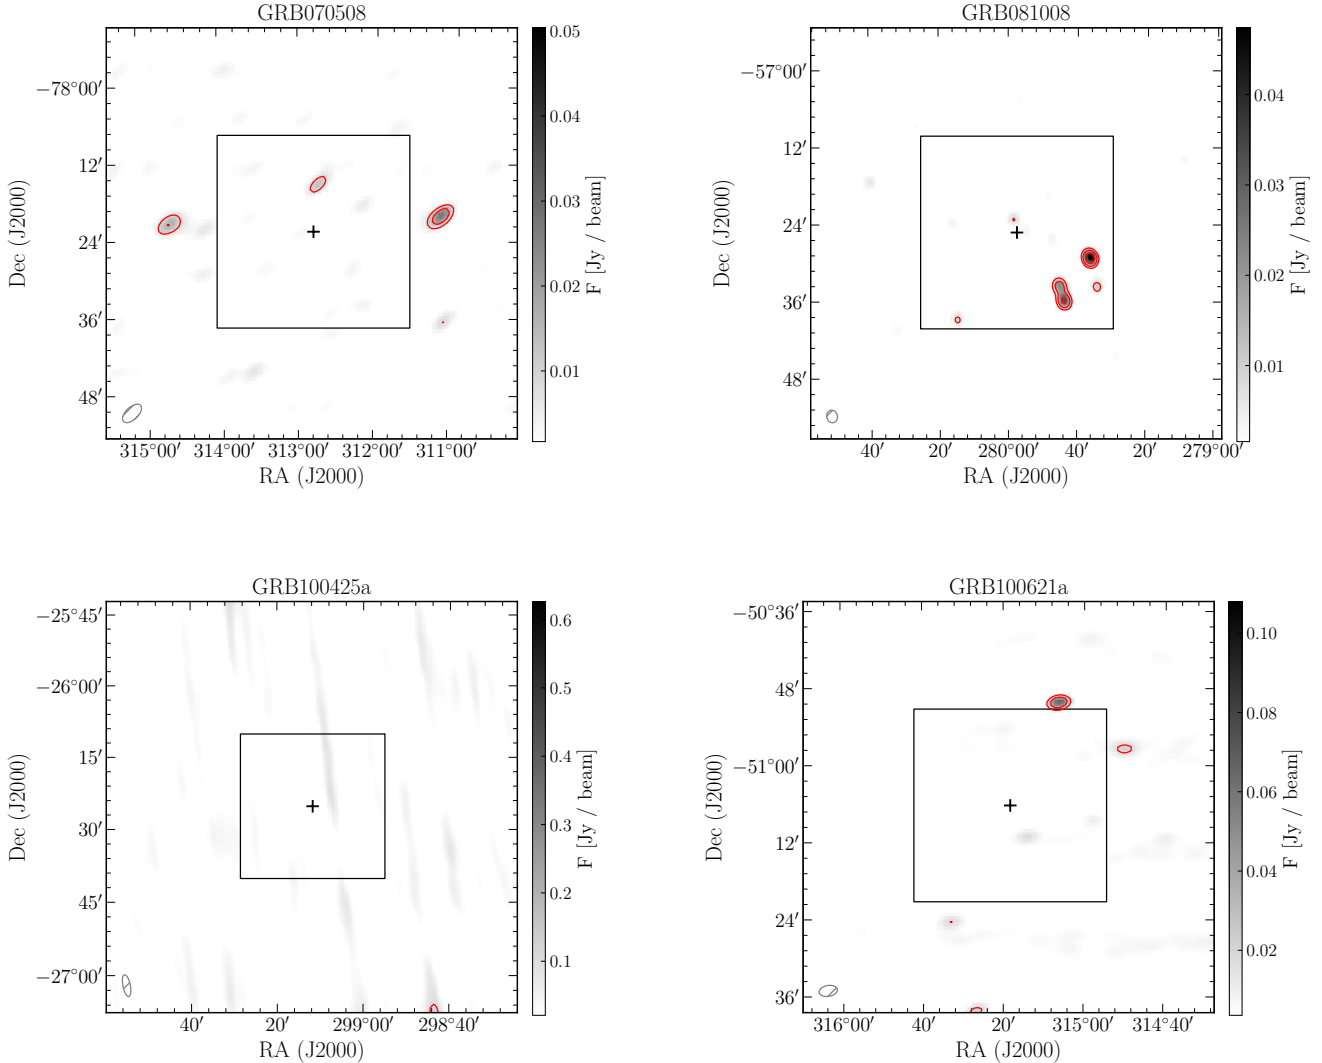 GRB070508
−78°00′
12′
24′
36′
48′
315°00′ 314°00′ 313°00′ 312°00′ 311°00′
RA (J2000)
Dec (J2000)
0.05
0.04
0.03
0.02
0.01
F [Jy / beam]
GRB081008
−57°00′
12′
24′
36′
48′
40′ 20′ 280°00′ 40′ 20′ 279°00′
RA (J2000)
Dec (J2000)
0.04
0.03
0.02
0.01
F [Jy / beam]
GRB100425a
−25°45′
−26°00′
15′
30′
45′
−27°00′
40′ 20′ 299°00′ 298°40′
RA (J2000)
Dec (J2000)
0.6
0.5
0.4
0.3
0.2
0.1
F [Jy / beam]
GRB100621a
−50°36′
48′
−51°00′
12′
24′
36′
316°00′ 40′ 20′ 315°00′ 314°40′
RA (J2000)
Dec (J2000)
0.10
0.08
0.06
0.04
0.02
F [Jy / beam]